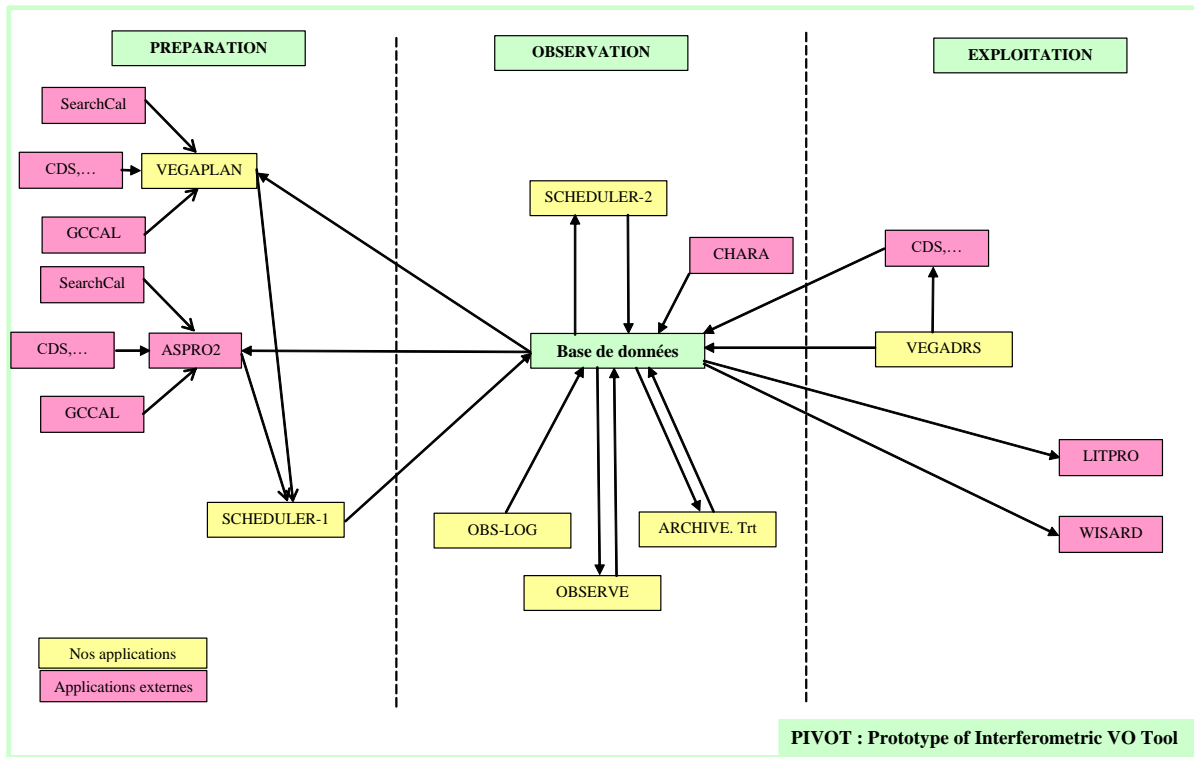 PREPARATION
OBSERVATION
EXPLOITATION
SearchCal
CDS,…
VEGAPLAN
GCCAL
SearchCal
CDS,…
ASPRO2
GCCAL
SCHEDULER-1
SCHEDULER-2
CHARA
Base de données
OBS-LOG
OBSERVE
ARCHIVE. Trt
CDS,…
VEGADRS
LITPRO
WISARD
Nos applications
Applications externes
PIVOT : Prototype of Interferometric VO Tool